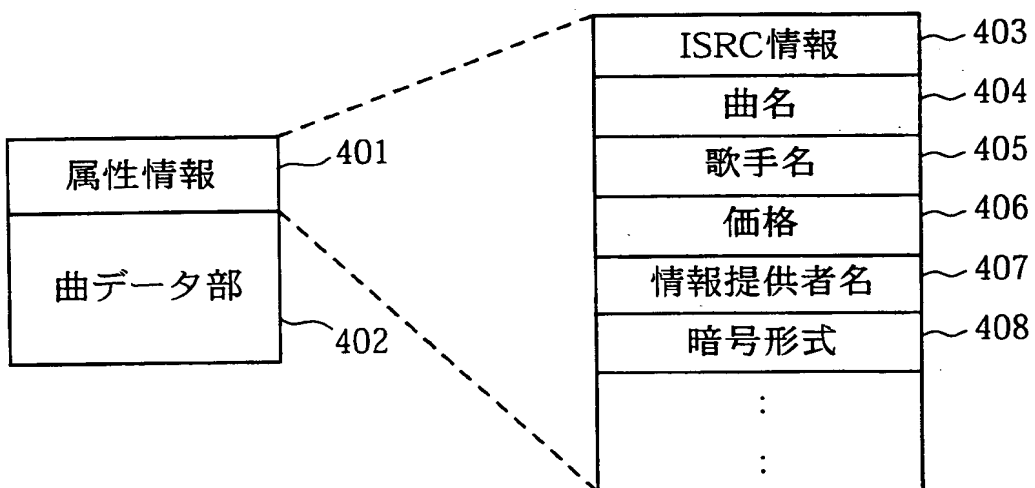 属性情報
401
曲データ部
402
ISRC情報
403
曲名
404
歌手名
405
価格
406
情報提供者名
407
暗号形式
408
:
: